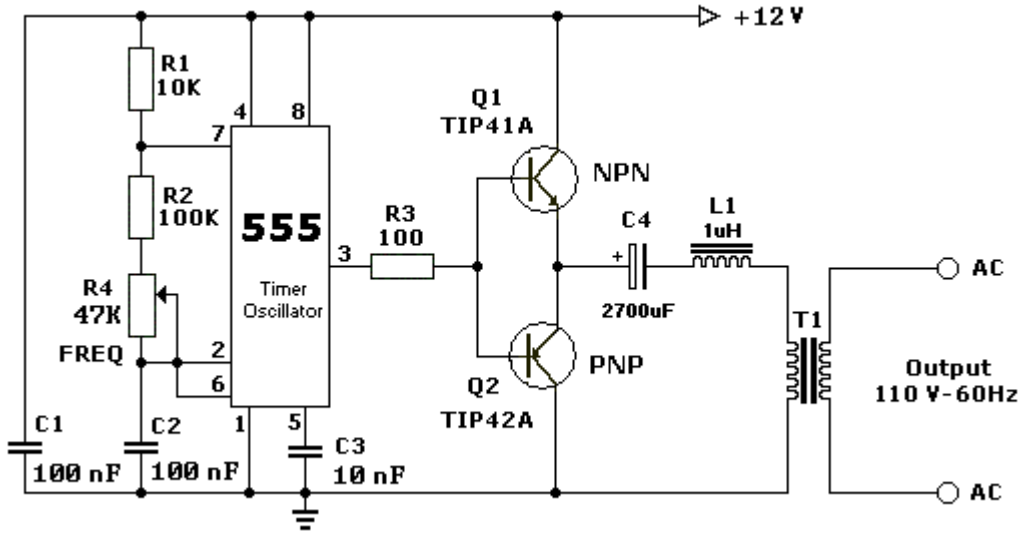 +12 V
R1
10K
4
8
Q1
TIP41A
7
NPN
R2
100K
555
R3
100
3
C4
+
2700uF
L1
1uH
AC
Timer
Oscillator
R4
47K
FREQ
T1
2
6
PNP
Q2
TIP42A
Output
110 V-60Hz
1
5
C1
100 nF
C2
100 nF
C3
10 nF
AC